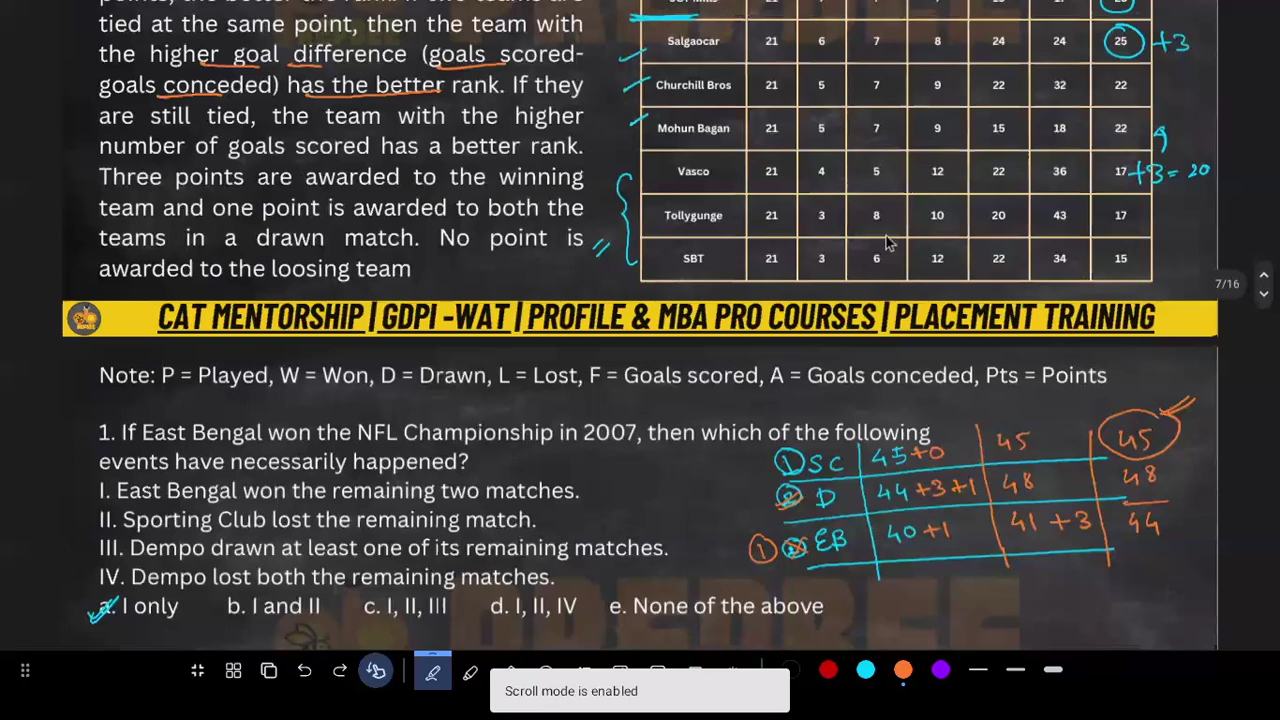 tied at the same point, then the team with
the higher goal difference (goals scored-
goals conceded) has the better rank. If they
are still tied, the team with the higher
number of goals scored has a better rank.
Three points are awarded to the winning
team and one point is awarded to both the
teams in a drawn match. No point is
awarded to the loosing team
Salgaocar 21 6 7 8 24 24 25 +3
Churchill Bros 21 5 7 9 22 32 22
Mohun Bagan 21 5 7 9 15 18 22
Vasco 21 4 5 12 22 36 17 +3 = 20
Tollygunge 21 3 8 10 20 43 17
SBT 21 3 6 12 22 34 15
7/16
CAT MENTORSHIP | GDPI -WAT | PROFILE & MBA PRO COURSES | PLACEMENT TRAINING
Note: P = Played, W = Won, D = Drawn, L = Lost, F = Goals scored, A = Goals conceded, Pts = Points
1. If East Bengal won the NFL Championship in 2007, then which of the following
events have necessarily happened?
I. East Bengal won the remaining two matches.
II. Sporting Club lost the remaining match.
III. Dempo drawn at least one of its remaining matches.
IV. Dempo lost both the remaining matches.
a. I only b. I and II c. I, II, III d. I, II, IV e. None of the above
1 SC 45+0 45 45
2 D 44+3+1 48 48
1 EB 40+1 41+3 44
Scroll mode is enabled